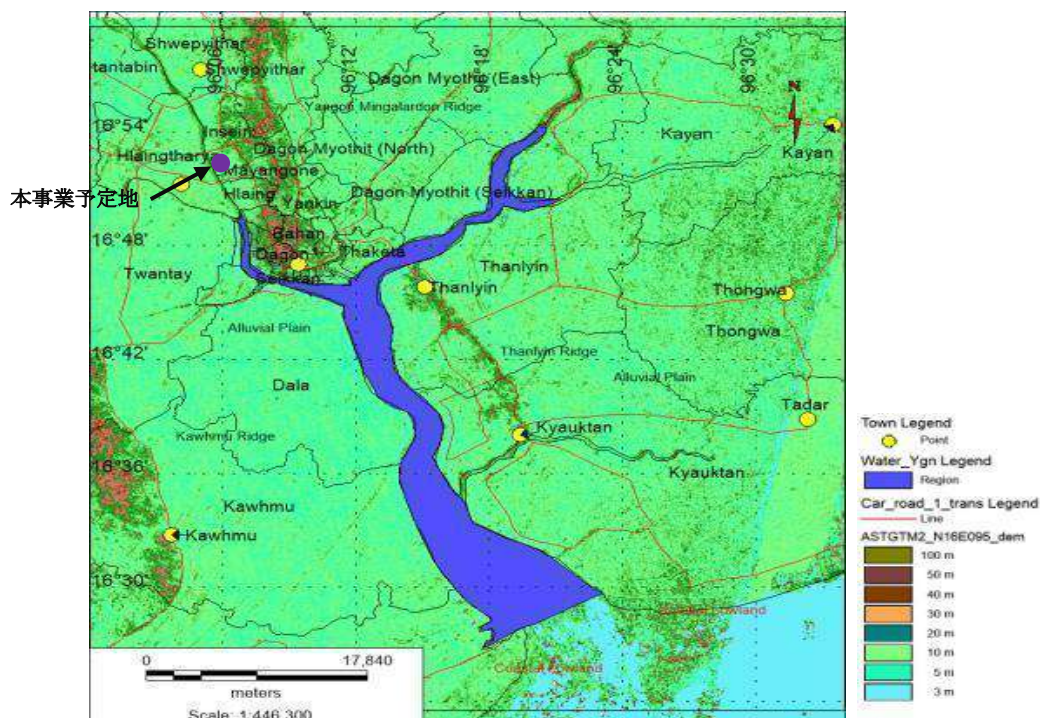 Shwepyithar
Shwepyithar
tantabin
96°06'
96°12'
96°18'
96°24'
96°30'
Dagon Myothit (East)
Yangon Mingalardon Ridge
16°54'
Insein
Kayan
Kayan
N
Hlaingtharya
Dagon Myothit (North)
Mayangone
本事業予定地
Hlaing
Dagon Myothit (Seikkan)
Yankin
Bahan
16°48'
Dagon
Thaketa
Twantay
Seikkan
Thanlyin
Thanlyin
Thongwa
Thongwa
Alluvial Plain
16°42'
Thanlyin Ridge
Alluvial Plain
Dala
Tadar
Kawhmu Ridge
Kyauktan
16°36'
Kyauktan
Kawhmu
Kawhmu
16°30'
Lowland
Coastal Lowland
0 17,840
meters
Scale: 1:446,300
Town Legend
Point
Water_Ygn Legend
Region
Car_road_1_trans Legend
Line
ASTGTM2_N16E095_dem
100 m
50 m
40 m
30 m
20 m
10 m
5 m
3 m